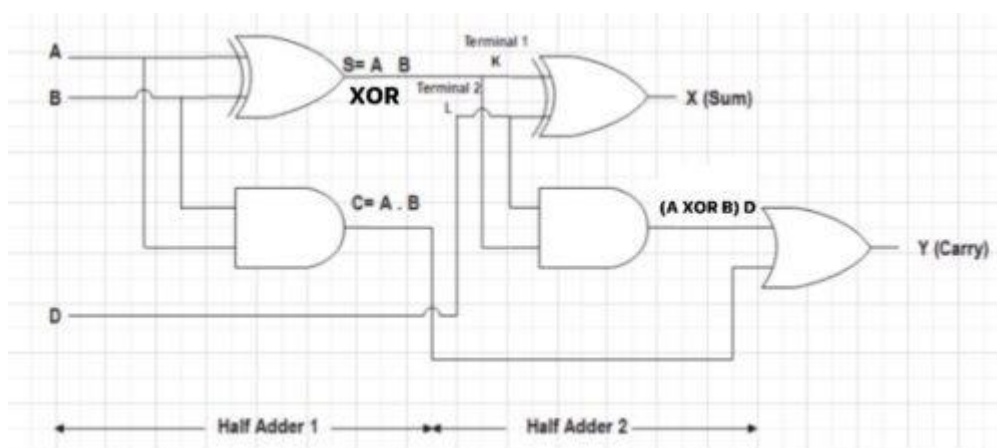 A
B
S= A B
XOR
Terminal 1
K
Terminal 2
L
X (Sum)
C= A . B
(A XOR B) D
Y (Carry)
D
Half Adder 1
Half Adder 2